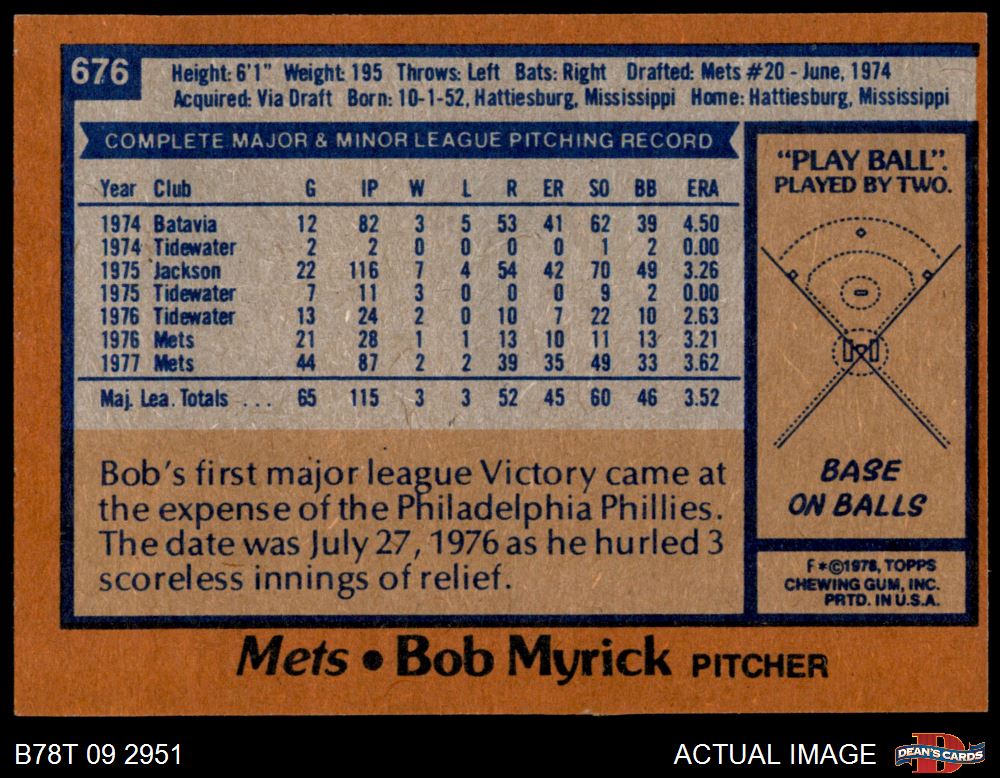 676
Height: 6'1" Weight: 195 Throws: Left Bats: Right Drafted: Mets #20 - June, 1974
Acquired: Via Draft Born: 10-1-52, Hattiesburg, Mississippi Home: Hattiesburg, Mississippi
COMPLETE MAJOR & MINOR LEAGUE PITCHING RECORD
Year Club G IP W L R ER SO BB ERA
1974 Batavia 12 82 3 5 53 41 62 39 4.50
1974 Tidewater 2 2 0 0 0 0 1 2 0.00
1975 Jackson 22 116 7 4 54 42 70 49 3.26
1975 Tidewater 7 11 3 0 0 0 9 2 0.00
1976 Tidewater 13 24 2 0 10 7 22 10 2.63
1976 Mets 21 28 1 1 13 10 11 13 3.21
1977 Mets 44 87 2 2 39 35 49 33 3.62
Maj. Lea. Totals ... 65 115 3 3 52 45 60 46 3.52
Bob's first major league Victory came at
the expense of the Philadelphia Phillies.
The date was July 27, 1976 as he hurled 3
scoreless innings of relief.
"PLAY BALL".
PLAYED BY TWO.
BASE
ON BALLS
F*©1978, TOPPS
CHEWING GUM, INC.
PRTD. IN U.S.A.
Mets • Bob Myrick PITCHER
B78T 09 2951
ACTUAL IMAGE
DEAN'S CARDS